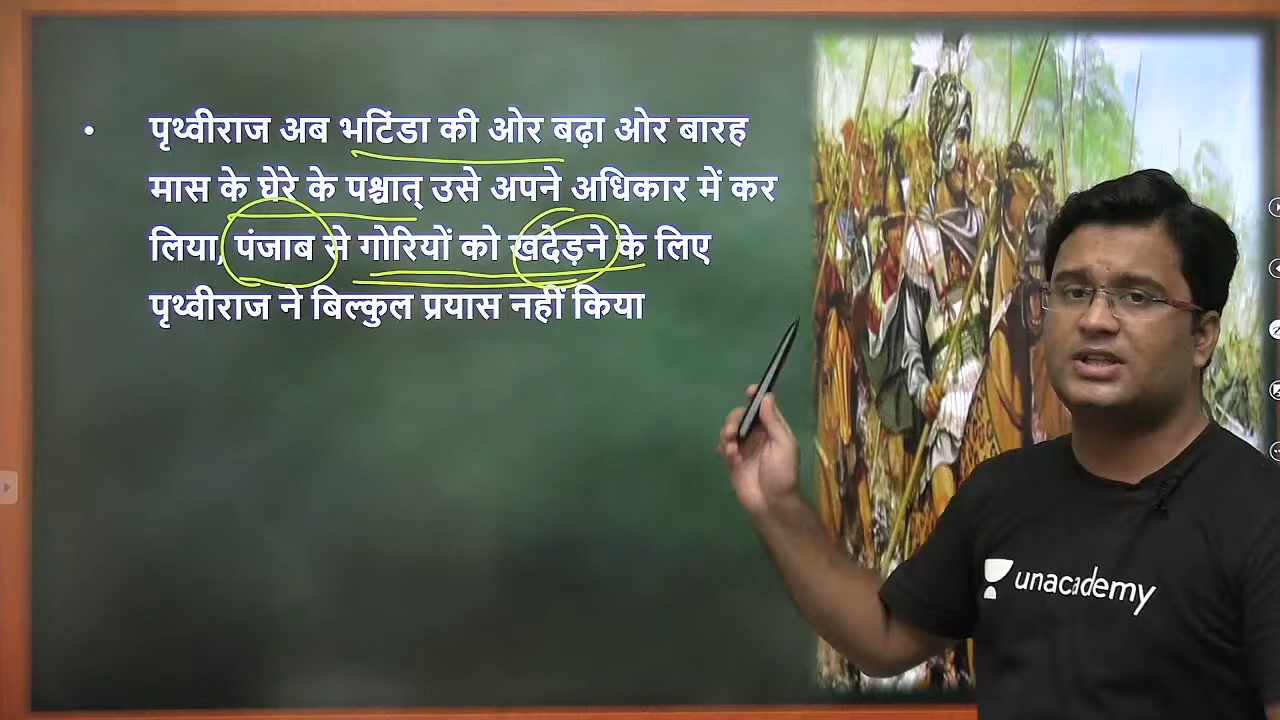 • पृथ्वीराज अब भटिंडा की ओर बढ़ा ओर बारह
मास के घेरे के पश्चात् उसे अपने अधिकार में कर
लिया, पंजाब से गोरियों को खदेड़ने के लिए
पृथ्वीराज ने बिल्कुल प्रयास नहीं किया
unacademy